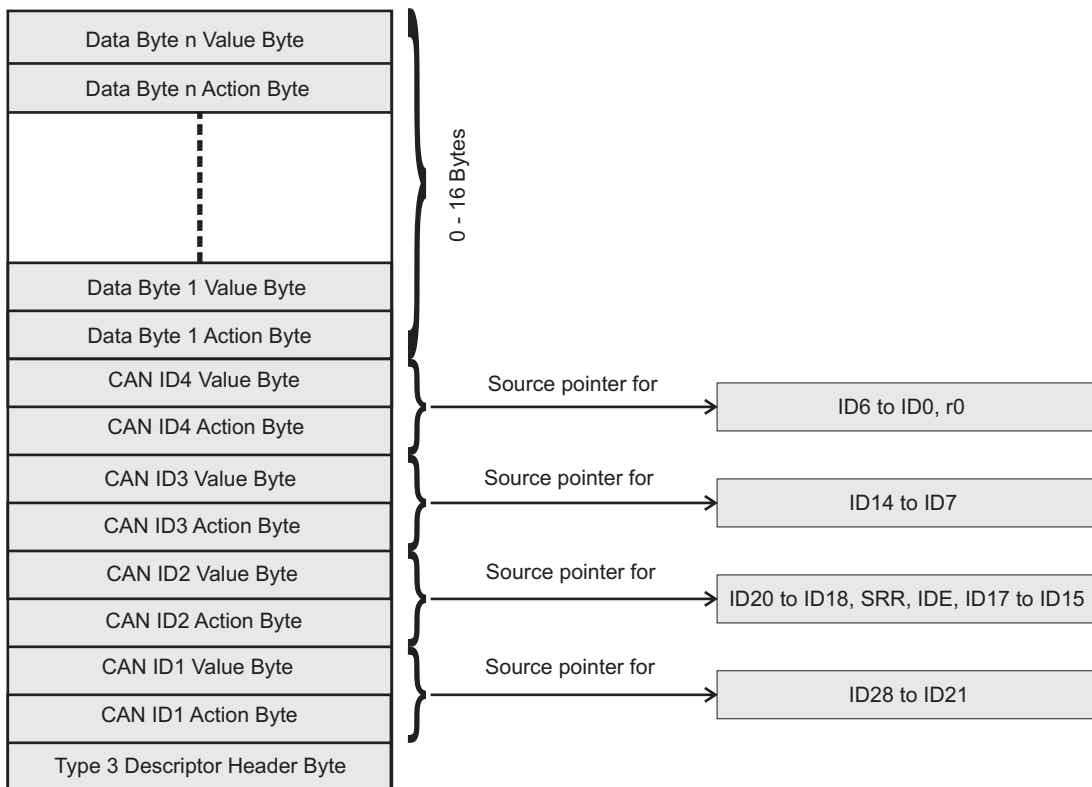 Data Byte n Value Byte
Data Byte n Action Byte
0 - 16 Bytes
Data Byte 1 Value Byte
Data Byte 1 Action Byte
CAN ID4 Value Byte
CAN ID4 Action Byte
Source pointer for
ID6 to ID0, r0
CAN ID3 Value Byte
CAN ID3 Action Byte
Source pointer for
ID14 to ID7
CAN ID2 Value Byte
CAN ID2 Action Byte
Source pointer for
ID20 to ID18, SRR, IDE, ID17 to ID15
CAN ID1 Value Byte
CAN ID1 Action Byte
Source pointer for
ID28 to ID21
Type 3 Descriptor Header Byte